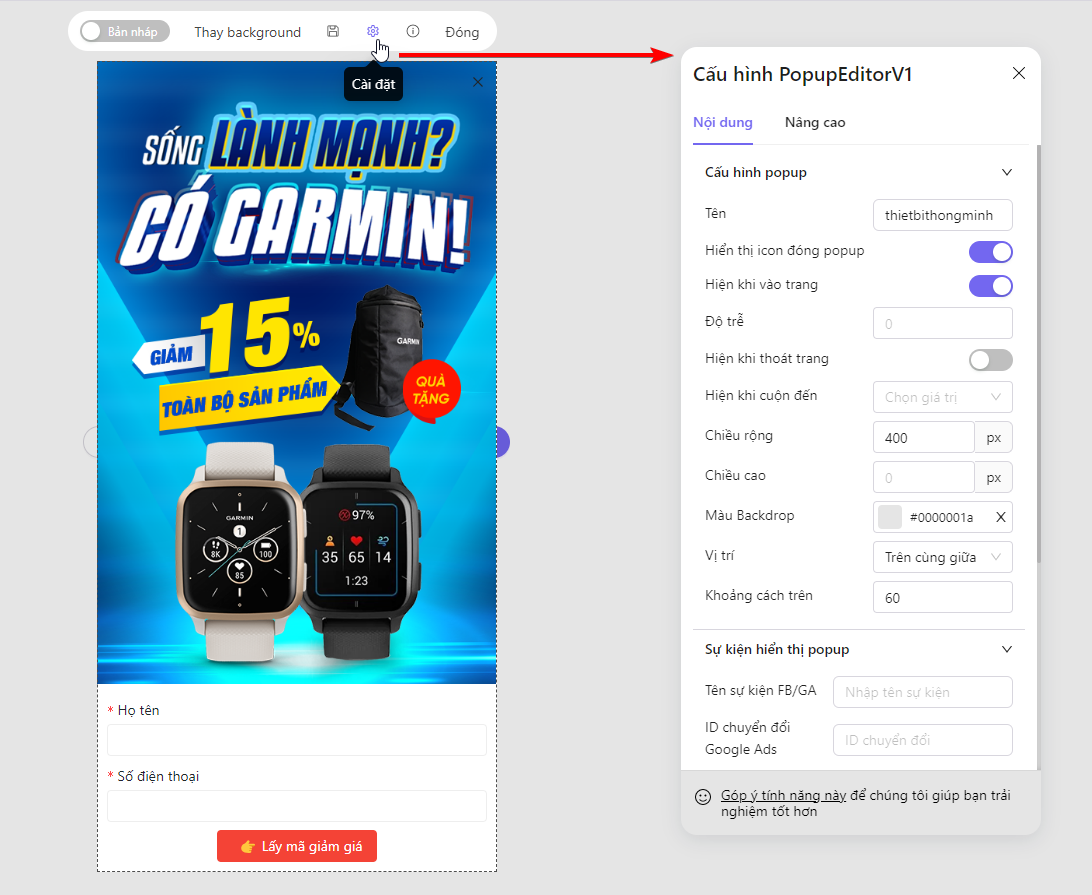 Bản nháp
Thay background
Đóng
Cài đặt
SỐNG LÀNH MẠNH?
CÓ GARMIN!
GIẢM 15%
TOÀN BỘ SẢN PHẨM
GARMIN
QUÀ
TẶNG
GARMIN
1
8K
100
85
97%
35 65 14
1:23
* Họ tên
* Số điện thoại
👉 Lấy mã giảm giá
Cấu hình PopupEditorV1
Nội dung
Nâng cao
Cấu hình popup
Tên
thietbithongminh
Hiển thị icon đóng popup
Hiện khi vào trang
Độ trễ
0
Hiện khi thoát trang
Hiện khi cuộn đến
Chọn giá trị
Chiều rộng
400
px
Chiều cao
0
px
Màu Backdrop
#0000001a
Vị trí
Trên cùng giữa
Khoảng cách trên
60
Sự kiện hiển thị popup
Tên sự kiện FB/GA
Nhập tên sự kiện
ID chuyển đổi
Google Ads
ID chuyển đổi
Góp ý tính năng này để chúng tôi giúp bạn trải
nghiệm tốt hơn